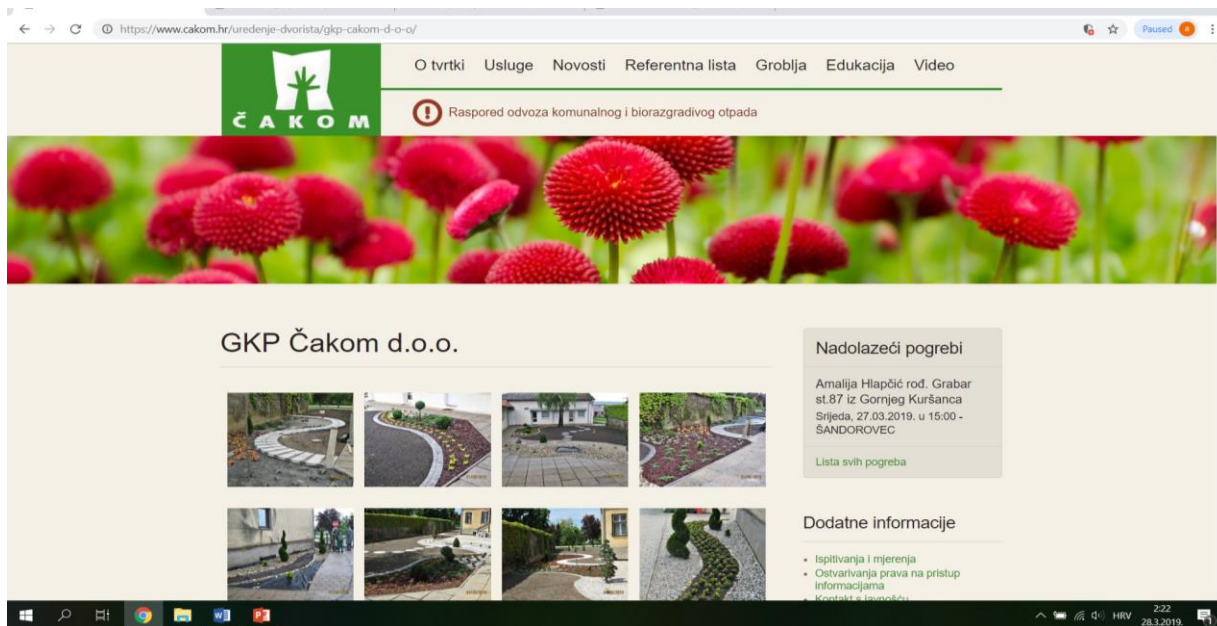 https://www.cakom.hr/uredenje-dvorista/gkp-cakom-d-o-o/
Paused
ČAKOM
O tvrtki Usluge Novosti Referentna lista Groblja Edukacija Video
Raspored odvoza komunalnog i biorazgradivog otpada
GKP Čakom d.o.o.
Nadolazeći pogrebi
Amalija Hlapčić rođ. Grabar
st.87 iz Gornjeg Kuršanca
Srijeda, 27.03.2019. u 15:00 -
ŠANDOROVEC
Lista svih pogreba
Dodatne informacije
Ispitivanja i mjerenja
Ostvarivanja prava na pristup
informacijama
Kontakt s javnošću
HRV
2:22
28.3.2019.